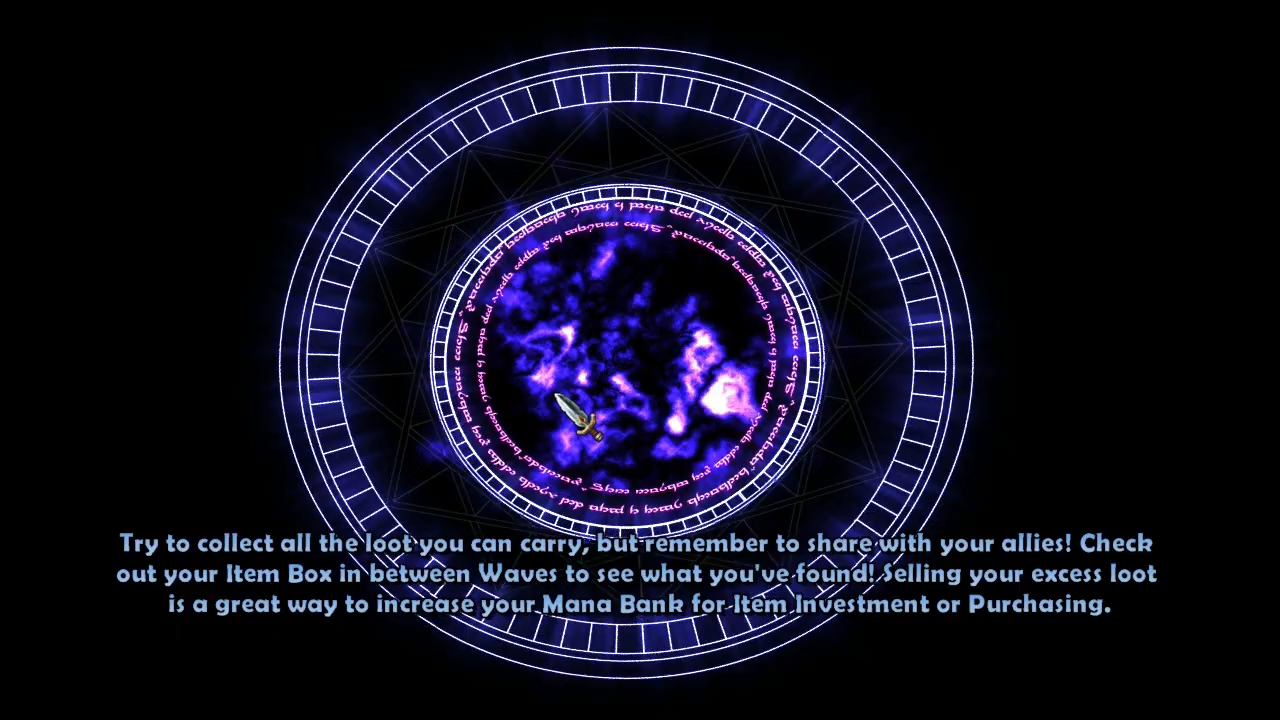 Try to collect all the loot you can carry, but remember to share with your allies! Check
out your Item Box in between Waves to see what you've found! Selling your excess loot
is a great way to increase your Mana Bank for Item Investment or Purchasing.